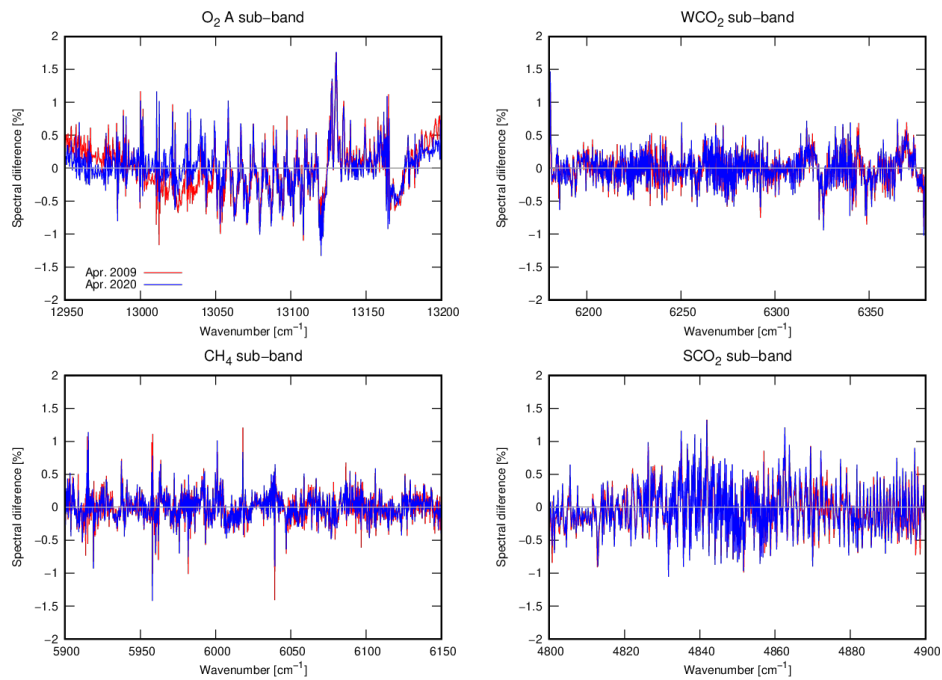 O₂ A sub−band
Spectral difference [%]
2
1.5
1
0.5
0
−0.5
−1
−1.5
−2
Apr. 2009
Apr. 2020
12950 13000 13050 13100 13150 13200
Wavenumber [cm⁻¹]
WCO₂ sub−band
Spectral difference [%]
2
1.5
1
0.5
0
−0.5
−1
−1.5
−2
6200 6250 6300 6350
Wavenumber [cm⁻¹]
CH₄ sub−band
Spectral difference [%]
2
1.5
1
0.5
0
−0.5
−1
−1.5
−2
5900 5950 6000 6050 6100 6150
Wavenumber [cm⁻¹]
SCO₂ sub−band
Spectral difference [%]
2
1.5
1
0.5
0
−0.5
−1
−1.5
−2
4800 4820 4840 4860 4880 4900
Wavenumber [cm⁻¹]